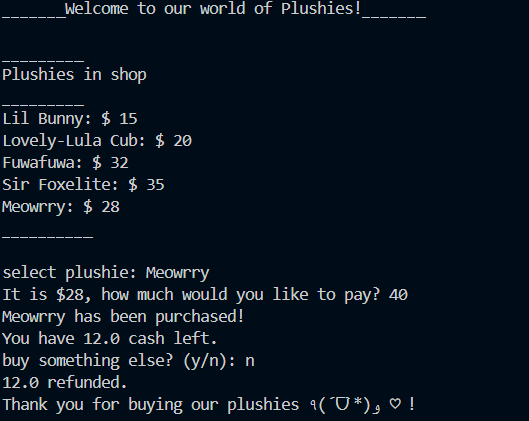 _______Welcome to our world of Plushies!_______
_________
Plushies in shop
_________
Lil Bunny: $ 15
Lovely-Lula Cub: $ 20
Fuwafuwa: $ 32
Sir Foxelite: $ 35
Meowrry: $ 28
__________
select plushie: Meowrry
It is $28, how much would you like to pay? 40
Meowrry has been purchased!
You have 12.0 cash left.
buy something else? (y/n): n
12.0 refunded.
Thank you for buying our plushies ٩(ˊᗜˋ*)و ♡ !